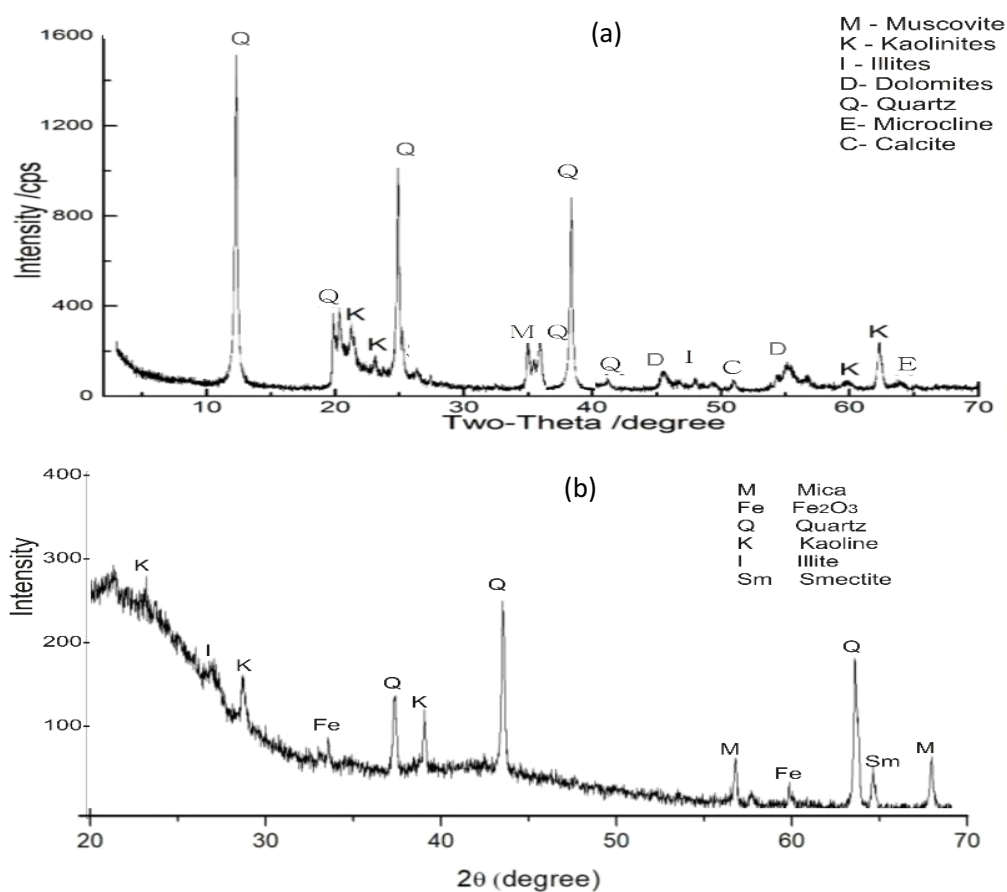 (a)
M - Muscovite
K - Kaolinites
I - Illites
D- Dolomites
Q- Quartz
E- Microcline
C- Calcite
Intensity /cps
1600
1200
800
400
0
Q
Q
K
K
Q
M
Q
Q
Q
D
I
C
D
K
K
E
10 20 30 40 50 60 70
Two-Theta /degree
(b)
M Mica
Fe Fe2O3
Q Quartz
K Kaoline
I Illite
Sm Smectite
Intensity
400
300
200
100
K
I
K
Fe
Q
K
Q
M
Fe
Q
Sm
M
20 30 40 50 60 70
2θ (degree)